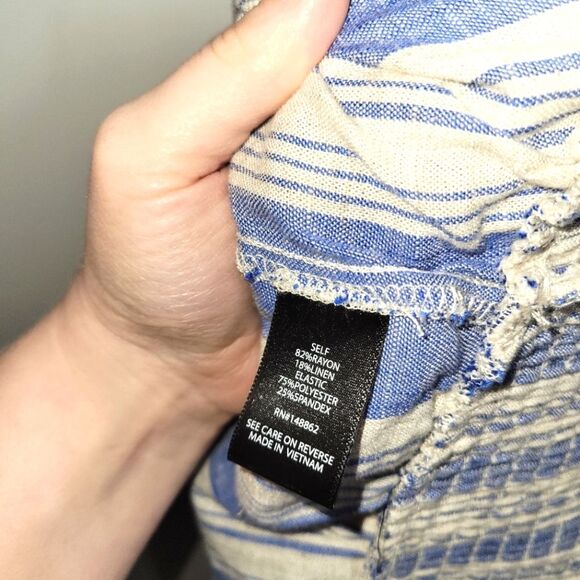 SELF
82%RAYON
18%LINEN
ELASTIC
75%POLYESTER
25%SPANDEX
RN#148862
SEE CARE ON REVERSE
MADE IN VIETNAM